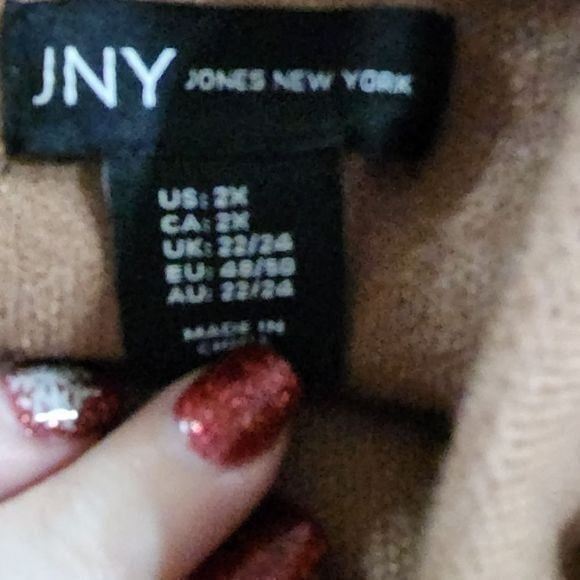 JNY JONES NEW YORK
US: 2X
CA: 2X
UK: 22/24
EU: 48/50
AU: 22/24
MADE IN
CHINA